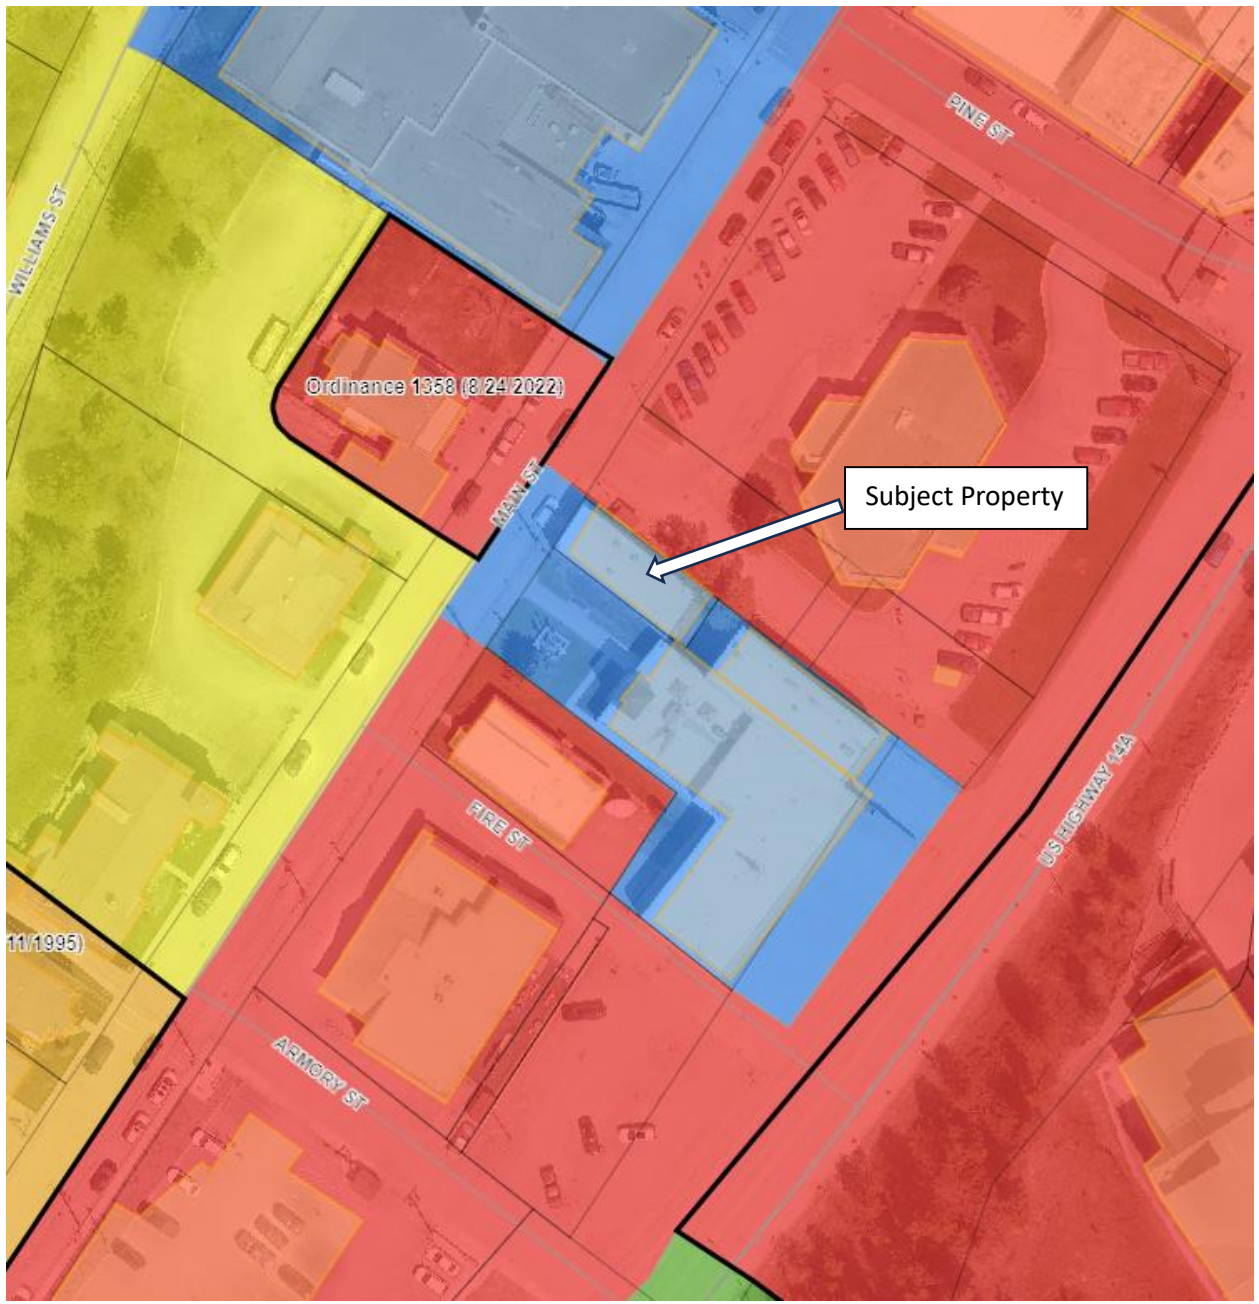 PINE ST
WILLIAMS ST
Ordinance 1358 (8/24/2022)
MAIN ST
Subject Property
US HIGHWAY 14A
FIRE ST
11/1995)
ARMORY ST